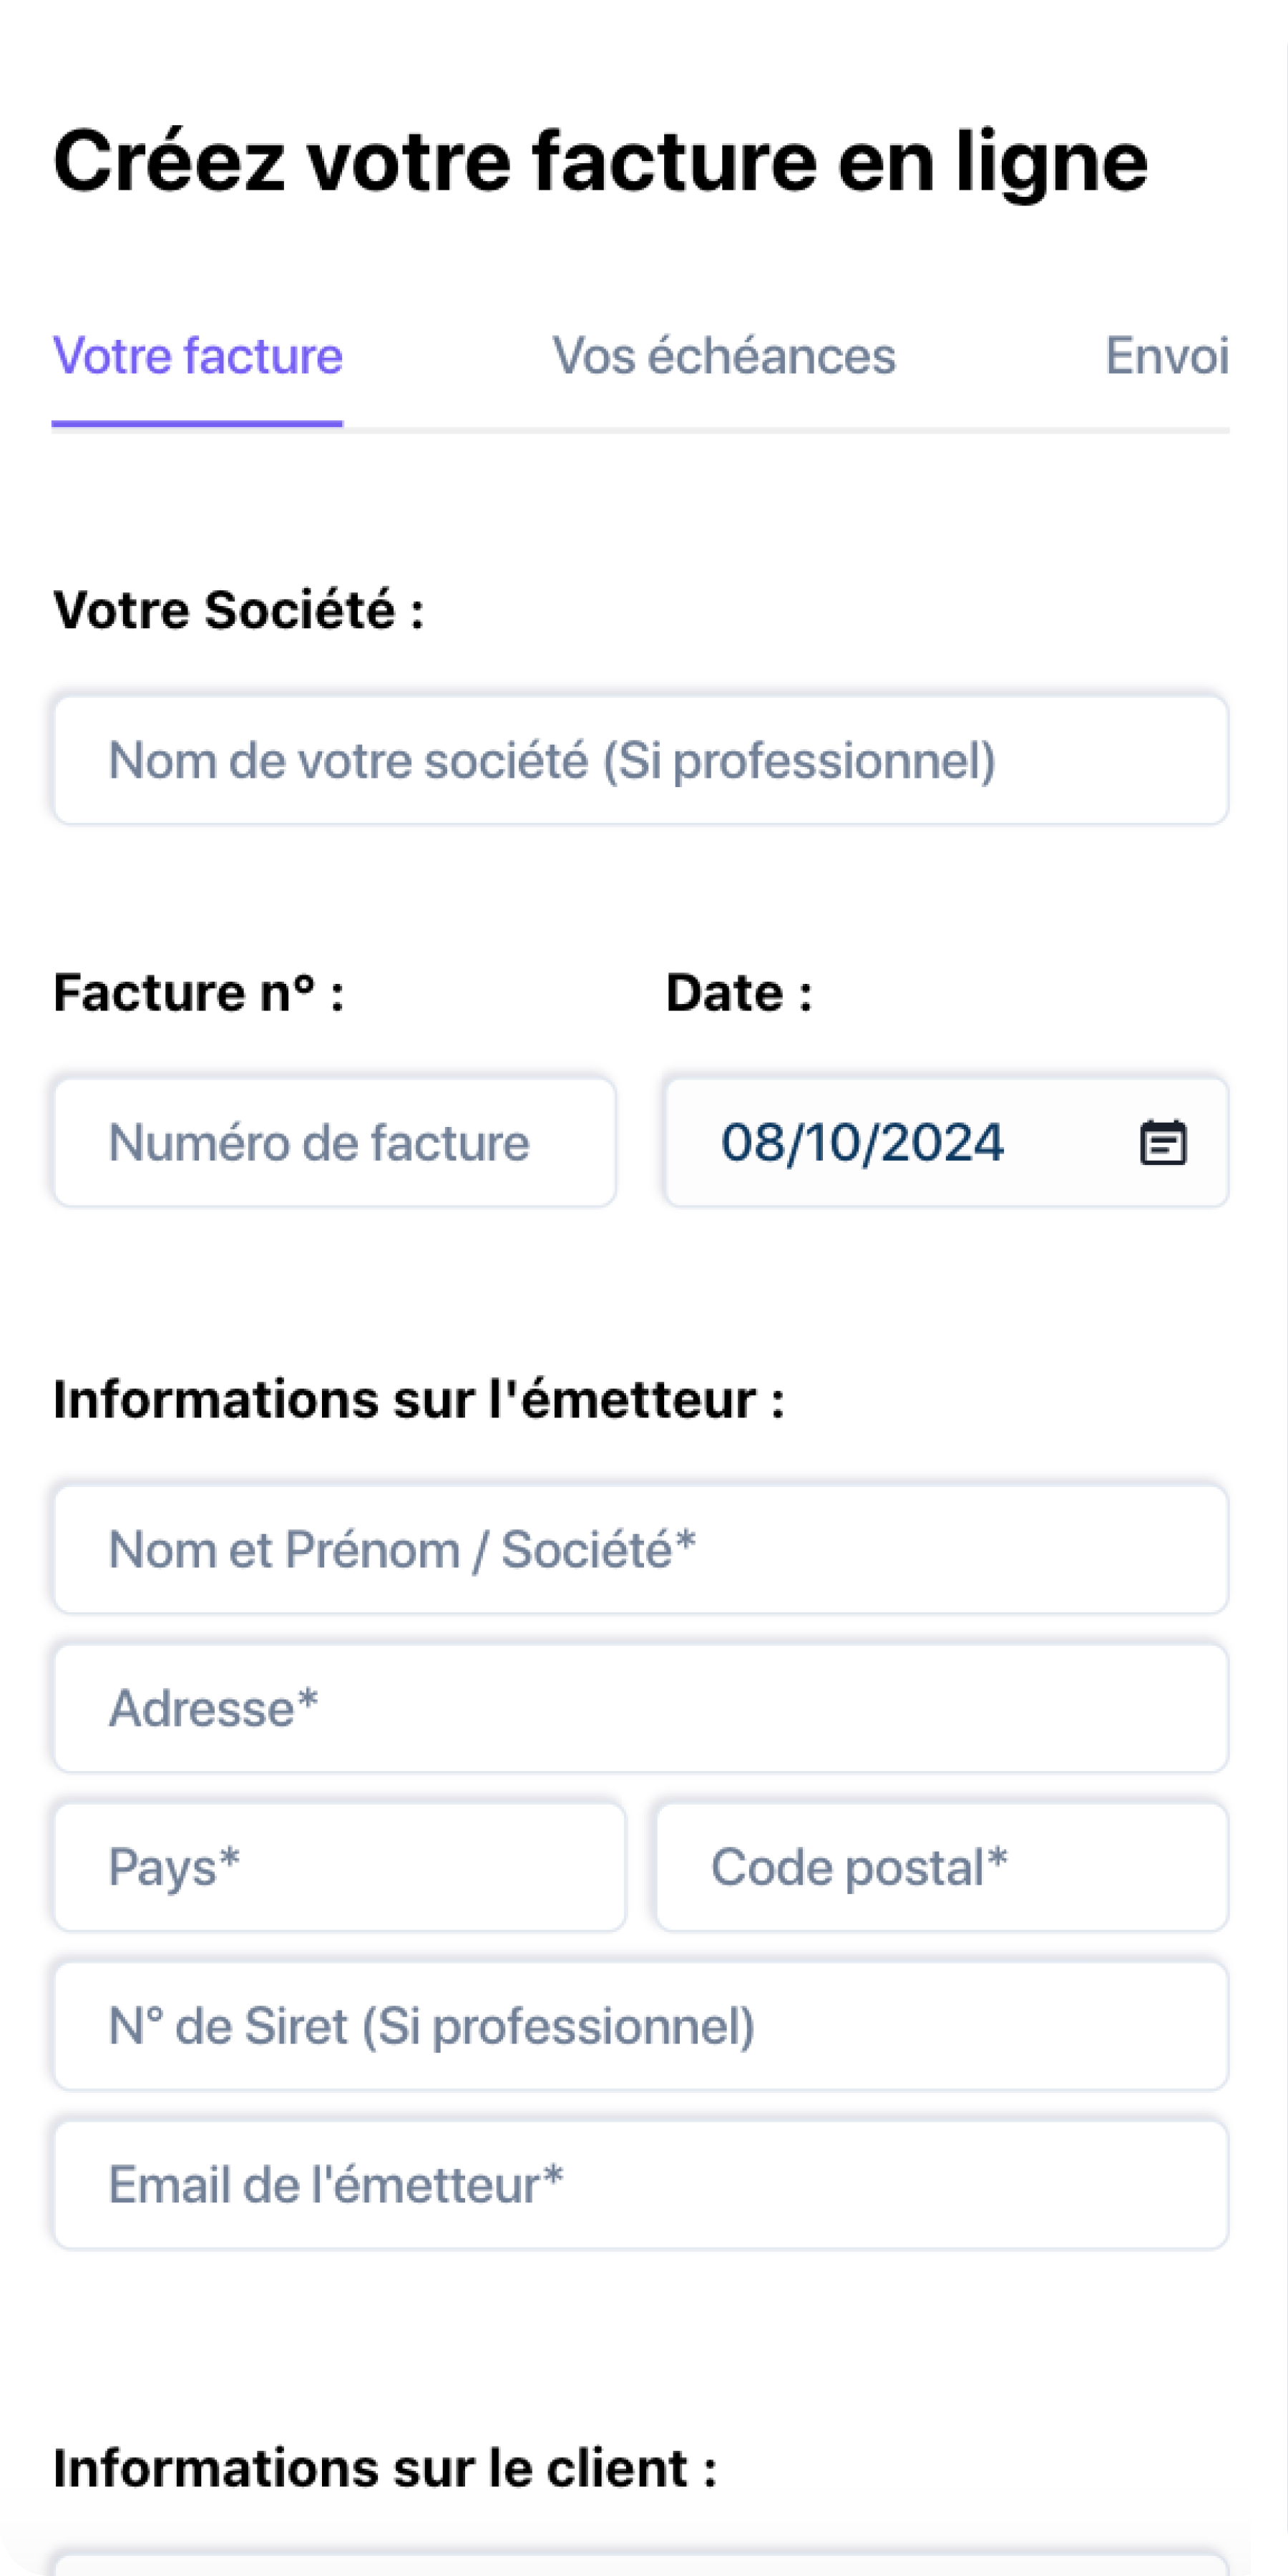 Créez votre facture en ligne
Votre facture Vos échéances Envoi
Votre Société :
Nom de votre société (Si professionnel)
Facture n° : Date :
Numéro de facture 08/10/2024
Informations sur l'émetteur :
Nom et Prénom / Société*
Adresse*
Pays* Code postal*
N° de Siret (Si professionnel)
Email de l'émetteur*
Informations sur le client :